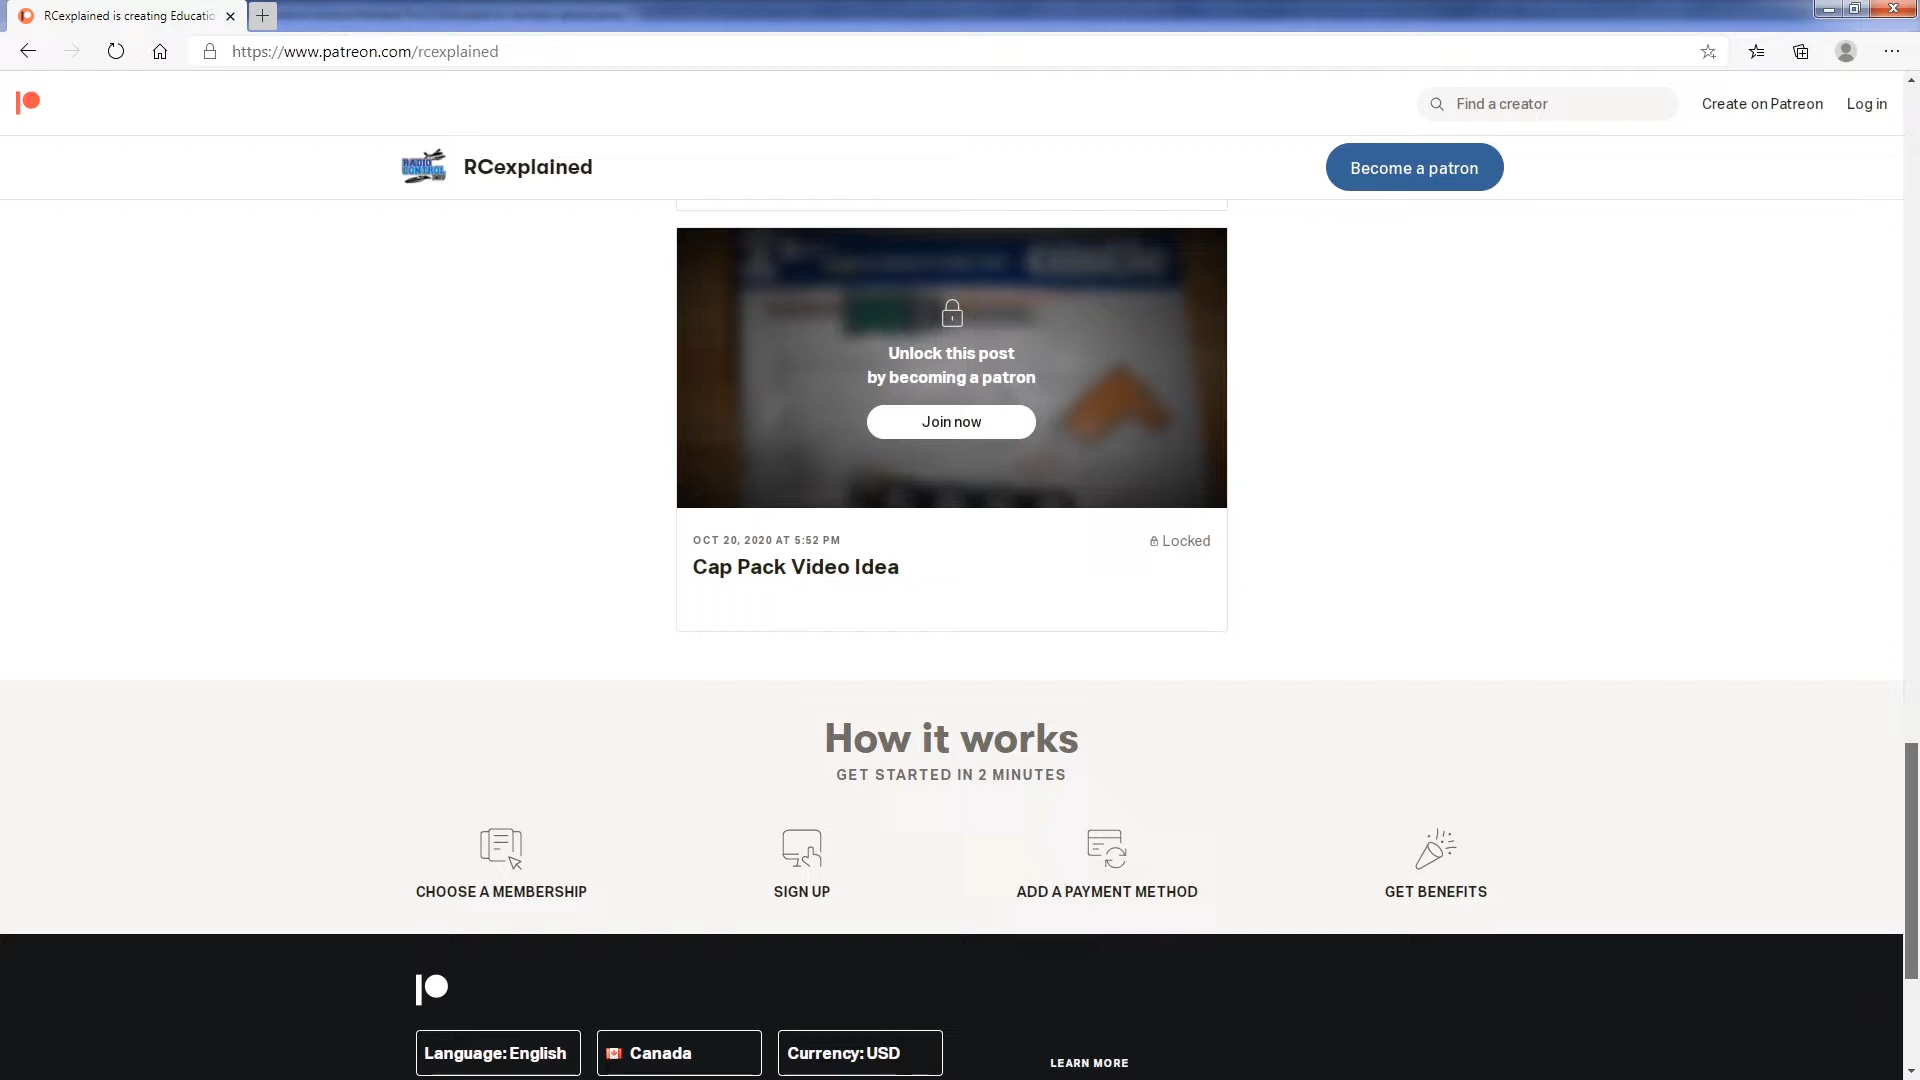 RCexplained is creating Educatio
https://www.patreon.com/rcexplained
Find a creator
Create on Patreon
Log in
RADIO
CONTROL
RCexplained
Become a patron
Unlock this post
by becoming a patron
Join now
OCT 20, 2020 AT 5:52 PM
Locked
Cap Pack Video Idea
How it works
GET STARTED IN 2 MINUTES
CHOOSE A MEMBERSHIP
SIGN UP
ADD A PAYMENT METHOD
GET BENEFITS
Language: English
Canada
Currency: USD
LEARN MORE